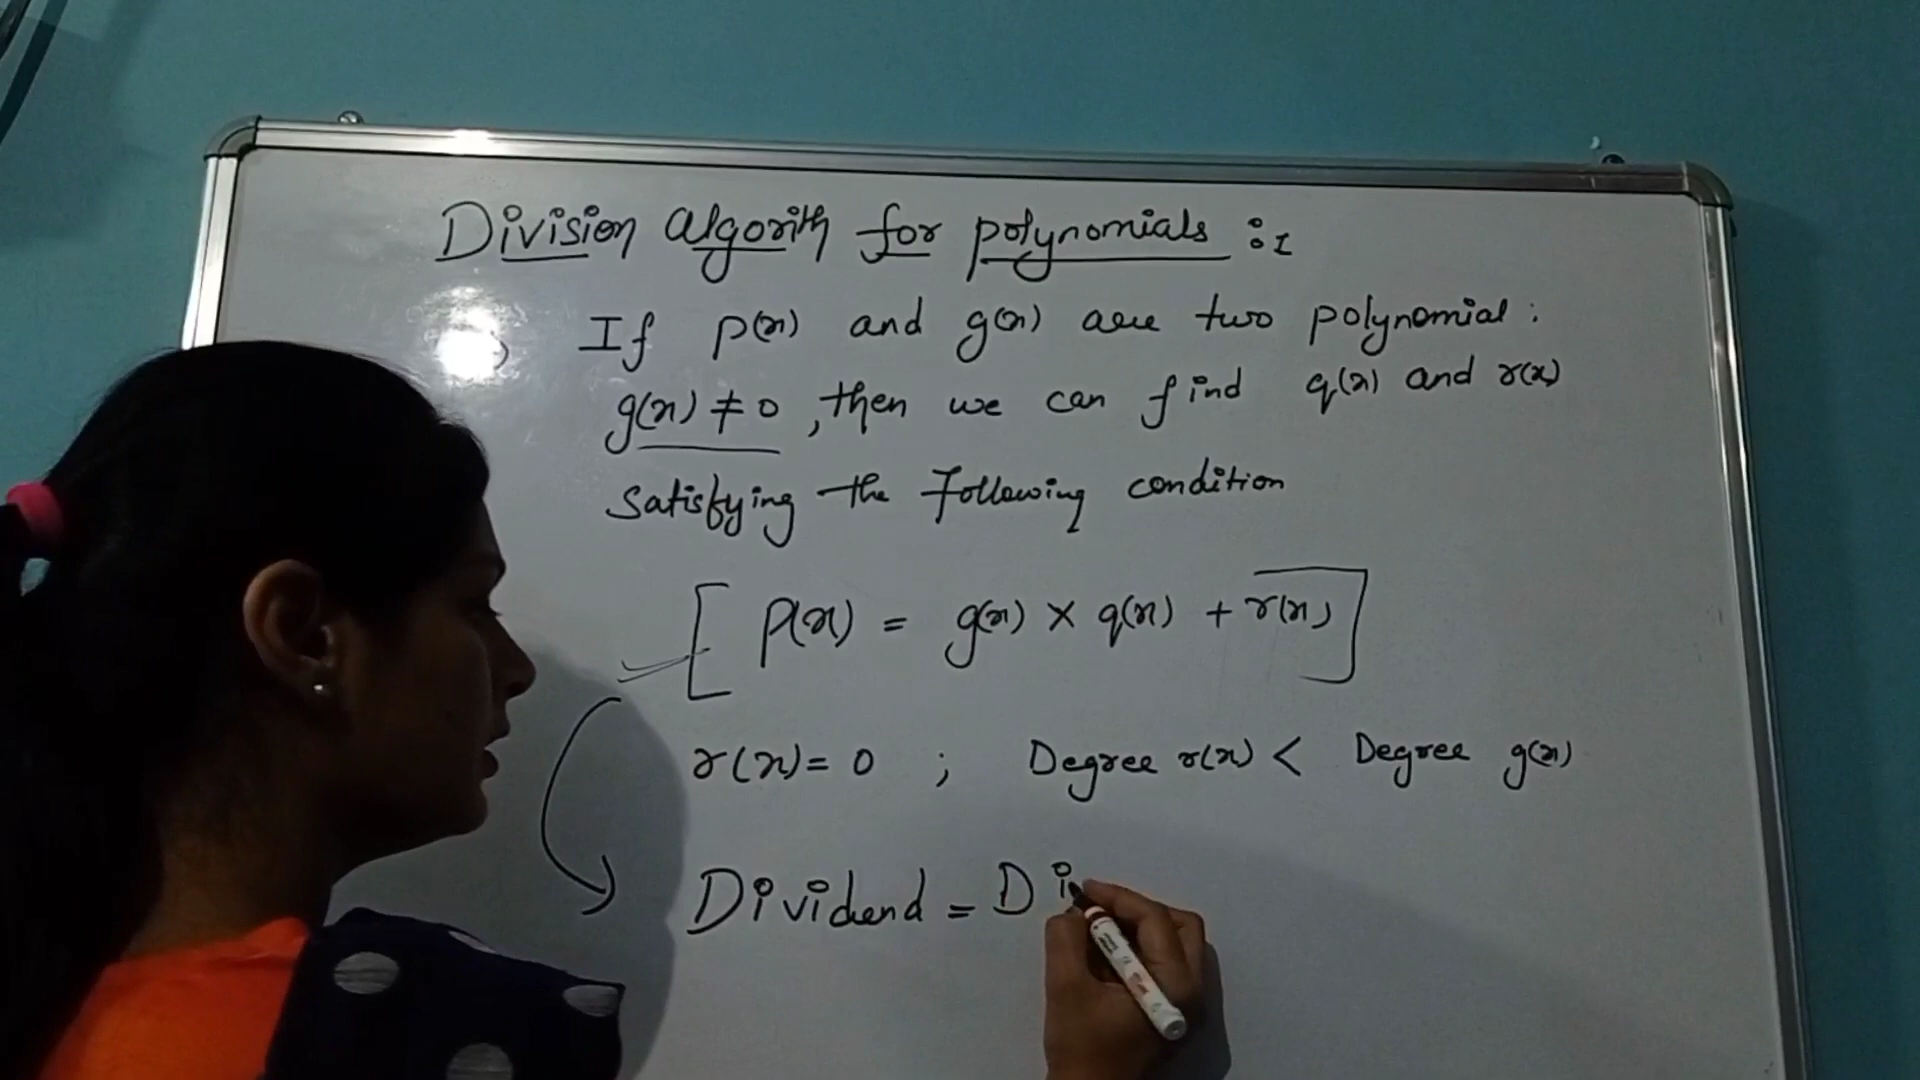 Division algorith for polynomials :-
If p(x) and g(x) are two polynomial :
g(x) ≠ 0 , then we can find q(x) and r(x)
satisfying the following condition
[ p(x) = g(x) × q(x) + r(x) ]
r(x) = 0 ; Degree r(x) < Degree g(x)
Dividend = Di